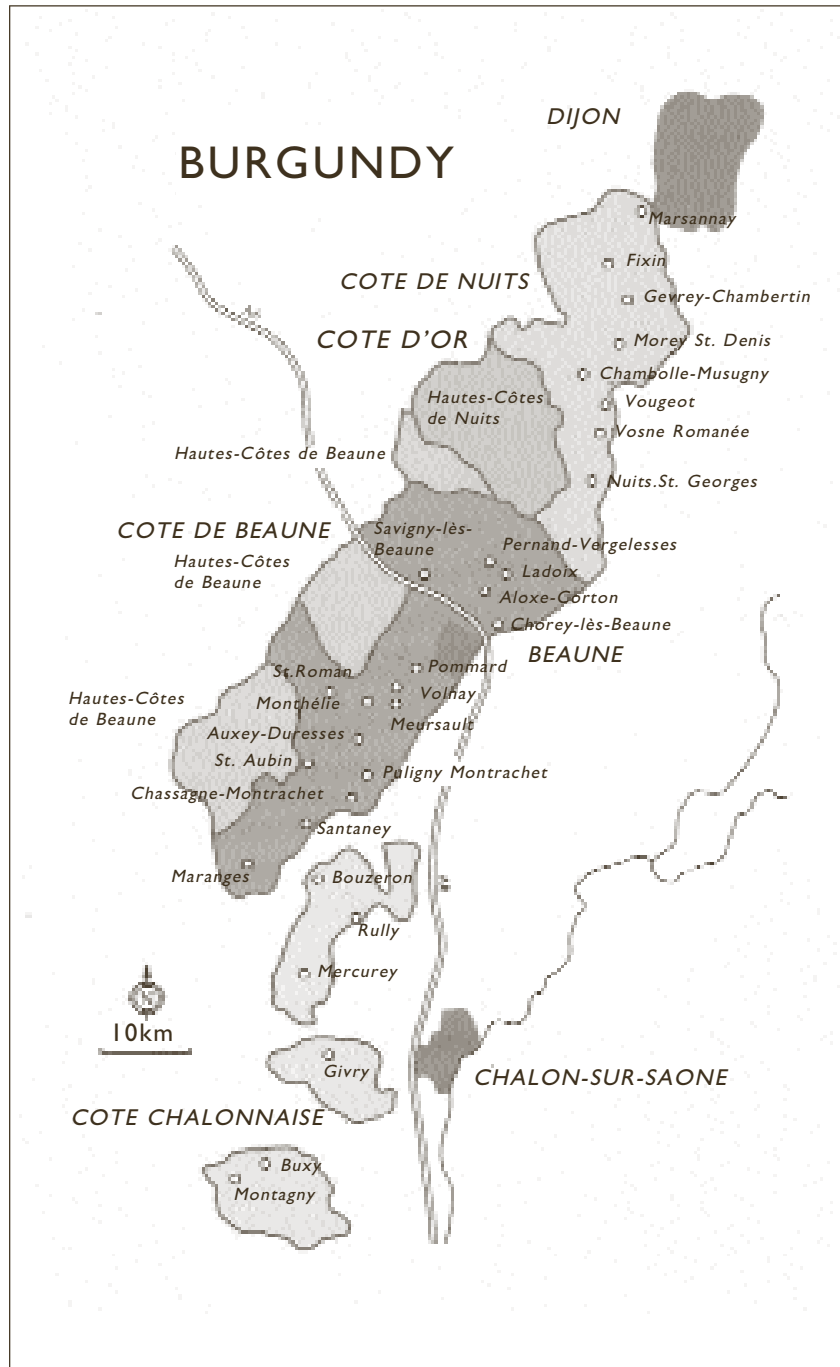 DIJON
BURGUNDY
Marsannay
Fixin
COTE DE NUITS
Gevrey-Chambertin
COTE D'OR
Morey St. Denis
Chambolle-Musugny
Hautes-Côtes
de Nuits
Vougeot
Vosne Romanée
Hautes-Côtes de Beaune
Nuits.St. Georges
COTE DE BEAUNE
Savigny-lès-
Beaune
Pernand-Vergelesses
Hautes-Côtes
de Beaune
Ladoix
Aloxe-Corton
Chorey-lès-Beaune
BEAUNE
St.Roman
Pommard
Hautes-Côtes
de Beaune
Monthélie
Volnay
Meursault
Auxey-Duresses
St. Aubin
Puligny Montrachet
Chassagne-Montrachet
Santaney
Maranges
Bouzeron
Rully
Mercurey
N
10km
Givry
CHALON-SUR-SAONE
COTE CHALONNAISE
Buxy
Montagny